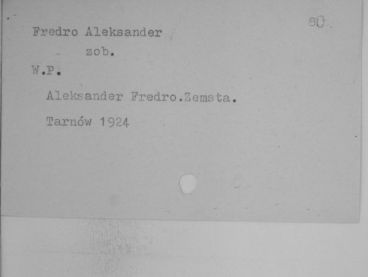 80.
Fredro Aleksander
zob.
W.P.
Aleksander Fredro.Zemsta.
Tarnów 1924